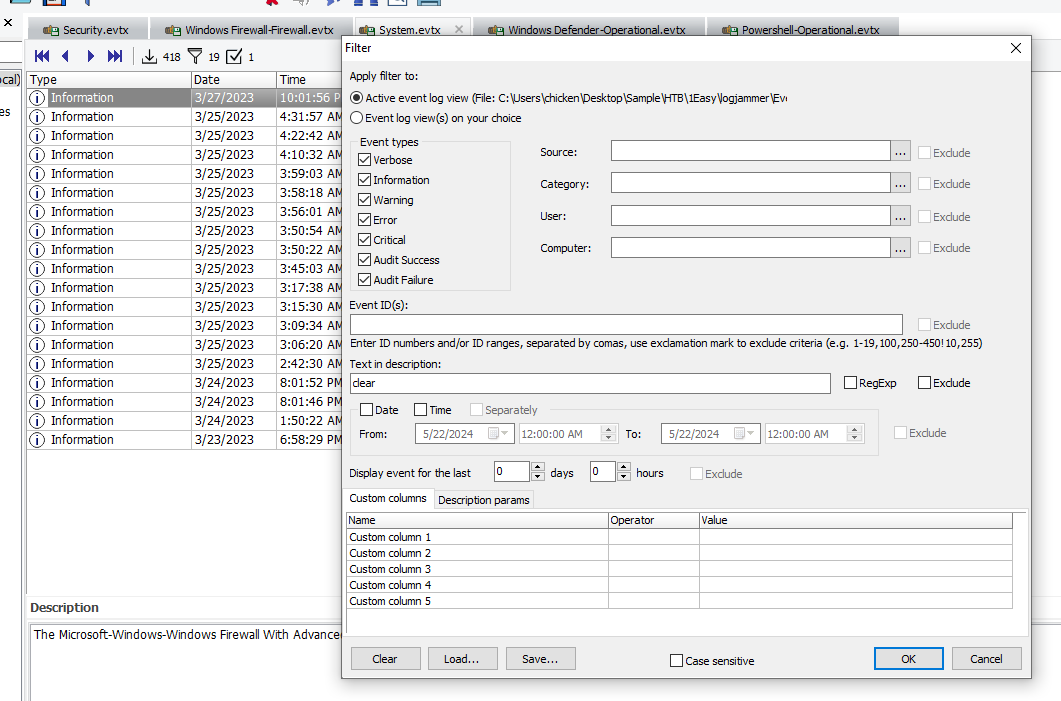 Security.evtx
Windows Firewall-Firewall.evtx
System.evtx
Windows Defender-Operational.evtx
Powershell-Operational.evtx
418
19
1
ocal)
es
Type Date Time
Information 3/27/2023 10:01:56 P
Information 3/25/2023 4:31:57 AM
Information 3/25/2023 4:22:42 AM
Information 3/25/2023 4:10:32 AM
Information 3/25/2023 3:59:03 AM
Information 3/25/2023 3:58:18 AM
Information 3/25/2023 3:56:01 AM
Information 3/25/2023 3:50:54 AM
Information 3/25/2023 3:50:22 AM
Information 3/25/2023 3:45:03 AM
Information 3/25/2023 3:17:38 AM
Information 3/25/2023 3:15:30 AM
Information 3/25/2023 3:09:34 AM
Information 3/25/2023 3:06:20 AM
Information 3/25/2023 2:42:30 AM
Information 3/24/2023 8:01:52 PM
Information 3/24/2023 8:01:46 PM
Information 3/24/2023 1:50:22 AM
Information 3/23/2023 6:58:29 PM
Description
The Microsoft-Windows-Windows Firewall With Advanced
Filter
Apply filter to:
Active event log view (File: C:\Users\chicken\Desktop\Sample\HTB\1Easy\logjammer\Eve
Event log view(s) on your choice
Event types
Verbose
Information
Warning
Error
Critical
Audit Success
Audit Failure
Source: ... Exclude
Category: ... Exclude
User: ... Exclude
Computer: ... Exclude
Event ID(s):
Exclude
Enter ID numbers and/or ID ranges, separated by comas, use exclamation mark to exclude criteria (e.g. 1-19,100,250-450!10,255)
Text in description:
clear RegExp Exclude
Date Time Separately
From: 5/22/2024 12:00:00 AM To: 5/22/2024 12:00:00 AM Exclude
Display event for the last 0 days 0 hours Exclude
Custom columns Description params
Name Operator Value
Custom column 1
Custom column 2
Custom column 3
Custom column 4
Custom column 5
Clear Load... Save... Case sensitive OK Cancel